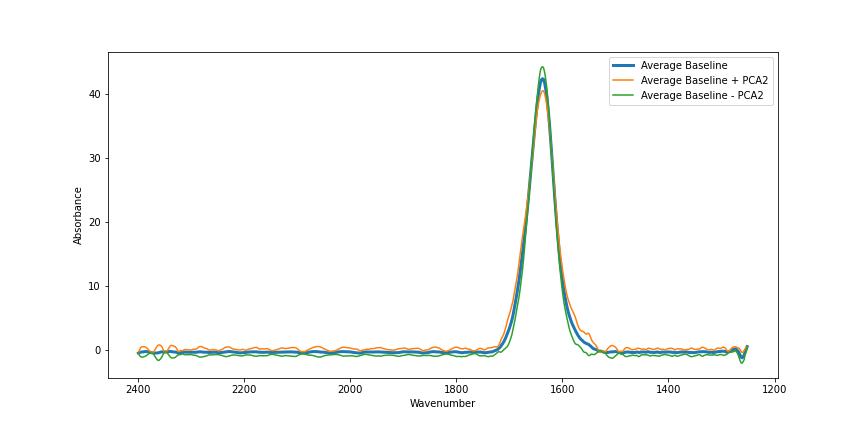 Average Baseline
Average Baseline + PCA2
Average Baseline - PCA2
Absorbance
40
30
20
10
0
2400 2200 2000 1800 1600 1400 1200
Wavenumber